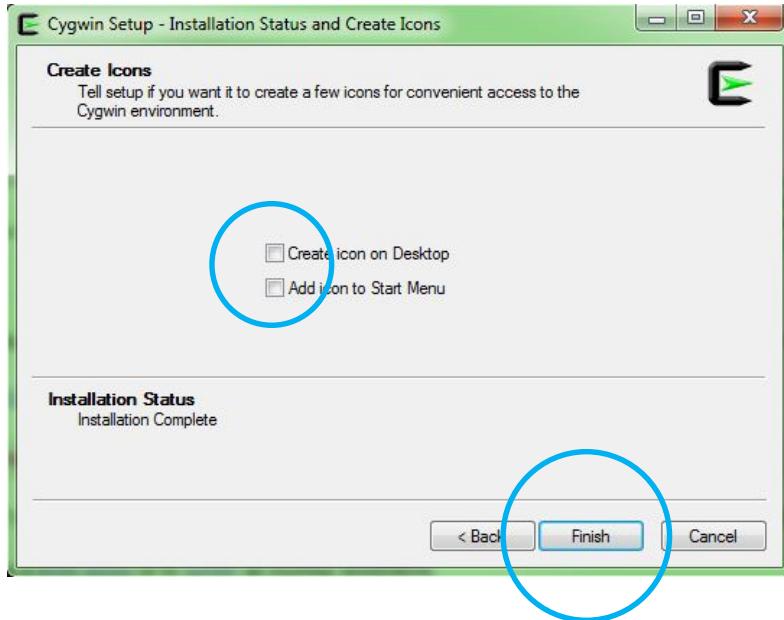 Cygwin Setup - Installation Status and Create Icons
Create Icons
Tell setup if you want it to create a few icons for convenient access to the
Cygwin environment.
Create icon on Desktop
Add icon to Start Menu
Installation Status
Installation Complete
< Back Finish Cancel